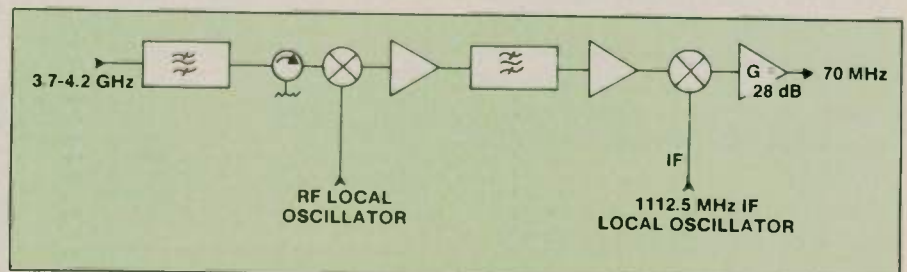 3.7-4.2 GHz
RF LOCAL
OSCILLATOR
IF
1112.5 MHz IF
LOCAL OSCILLATOR
G =
28 dB
70 MHz